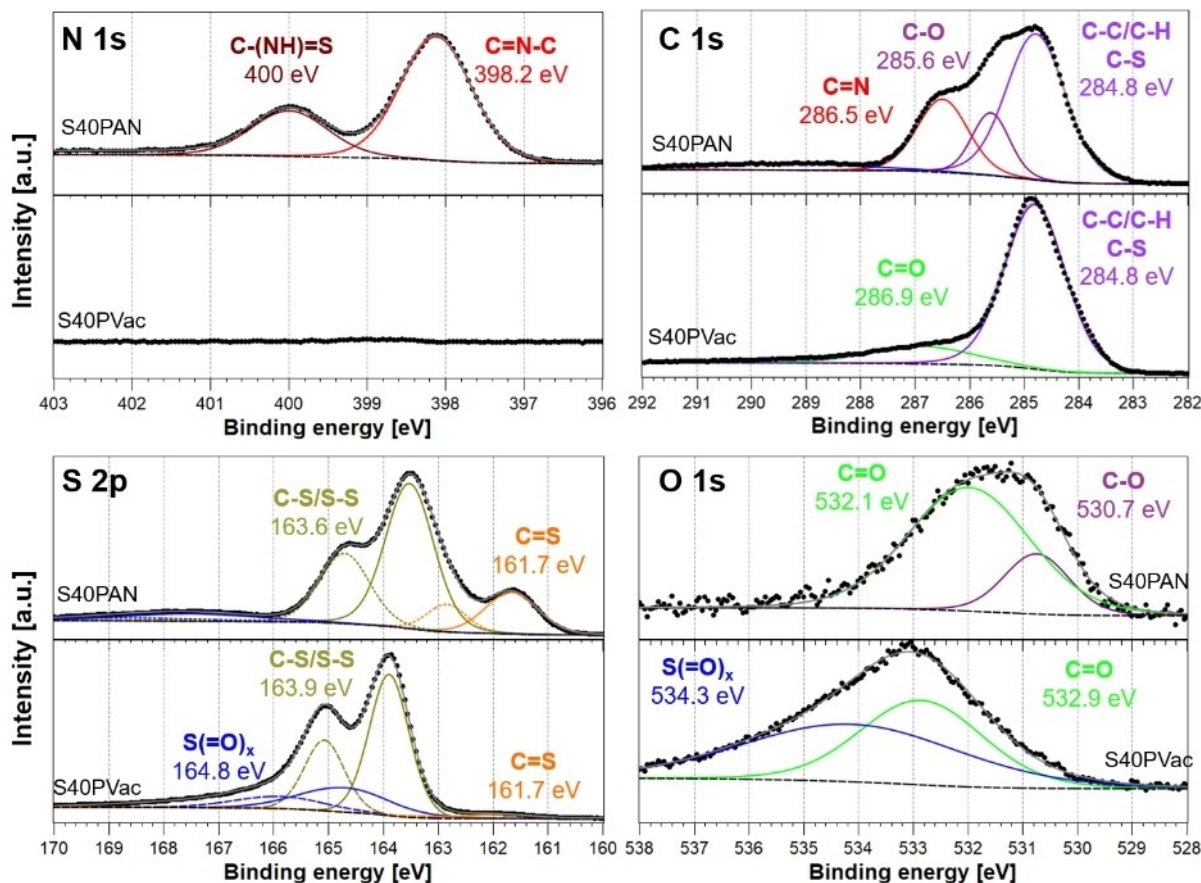 N 1s
C-(NH)=S
400 eV
C=N-C
398.2 eV
S40PAN
S40PVac
403 402 401 400 399 398 397 396
Binding energy [eV]
Intensity [a.u.]
C 1s
C-O
285.6 eV
C=N
286.5 eV
C-C/C-H
C-S
284.8 eV
S40PAN
C=O
286.9 eV
C-C/C-H
C-S
284.8 eV
S40PVac
292 291 290 289 288 287 286 285 284 283 282
Binding energy [eV]
S 2p
C-S/S-S
163.6 eV
C=S
161.7 eV
S40PAN
C-S/S-S
163.9 eV
S(=O)x
164.8 eV
C=S
161.7 eV
S40PVac
170 169 168 167 166 165 164 163 162 161 160
Binding energy [eV]
Intensity [a.u.]
O 1s
C=O
532.1 eV
C-O
530.7 eV
S40PAN
S(=O)x
534.3 eV
C=O
532.9 eV
S40PVac
538 537 536 535 534 533 532 531 530 529 528
Binding energy [eV]